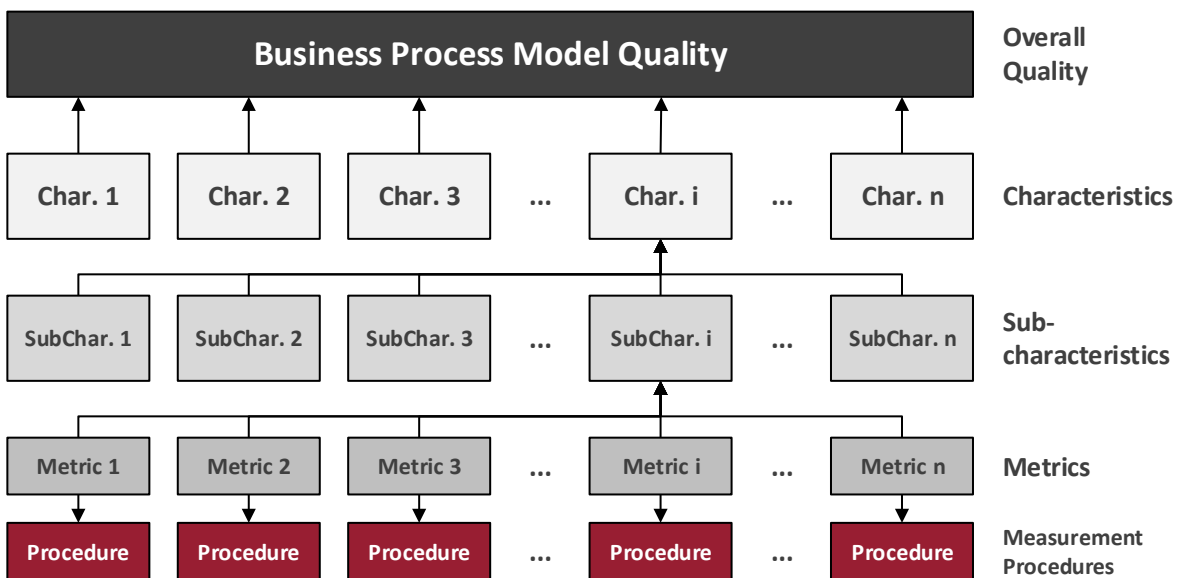 Business Process Model Quality
Overall
Quality
Char. 1 Char. 2 Char. 3 ... Char. i ... Char. n
Characteristics
SubChar. 1 SubChar. 2 SubChar. 3 ... SubChar. i ... SubChar. n
Sub-
characteristics
Metric 1 Metric 2 Metric 3 ... Metric i ... Metric n
Metrics
Procedure Procedure Procedure ... Procedure ... Procedure
Measurement
Procedures